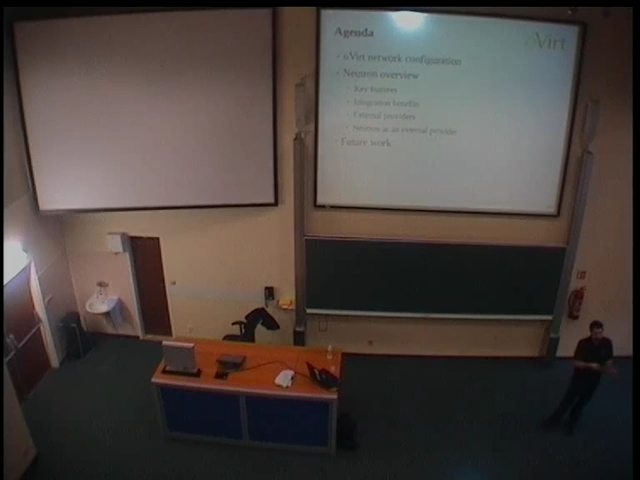 Agenda
oVirt
· oVirt network configuration
· Neutron overview
· Key features
· Integration benefits
· External providers
· Neutron as an external provider
· Future work